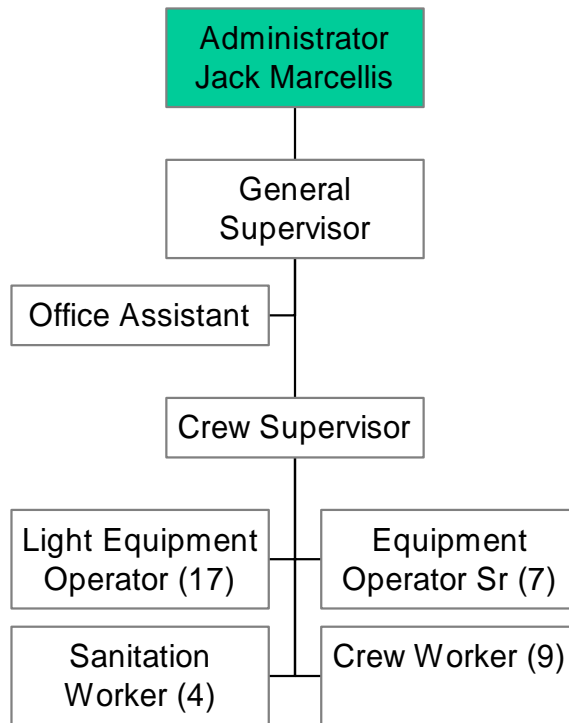 Administrator
Jack Marcellis
General
Supervisor
Office Assistant
Crew Supervisor
Light Equipment
Operator (17)
Equipment
Operator Sr (7)
Sanitation
Worker (4)
Crew Worker (9)